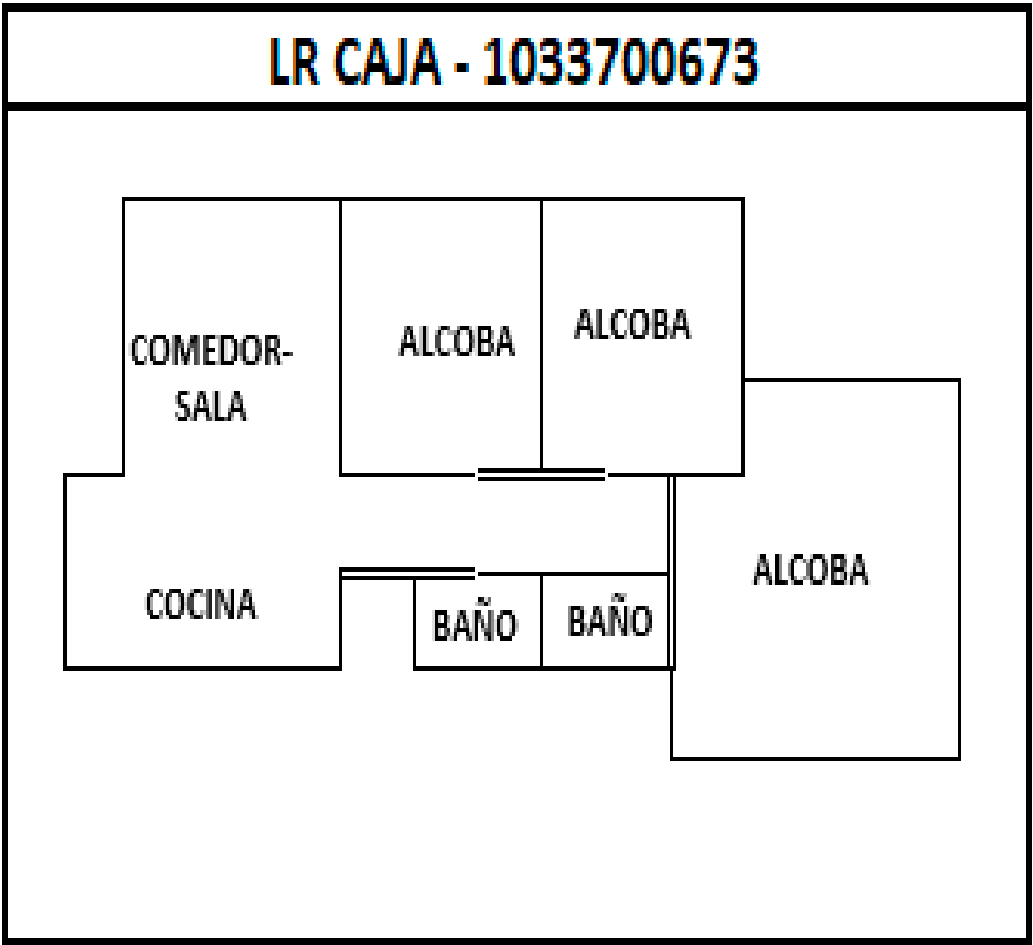 LR CAJA - 1033700673
COMEDOR-
SALA
ALCOBA
ALCOBA
ALCOBA
COCINA
BAÑO
BAÑO